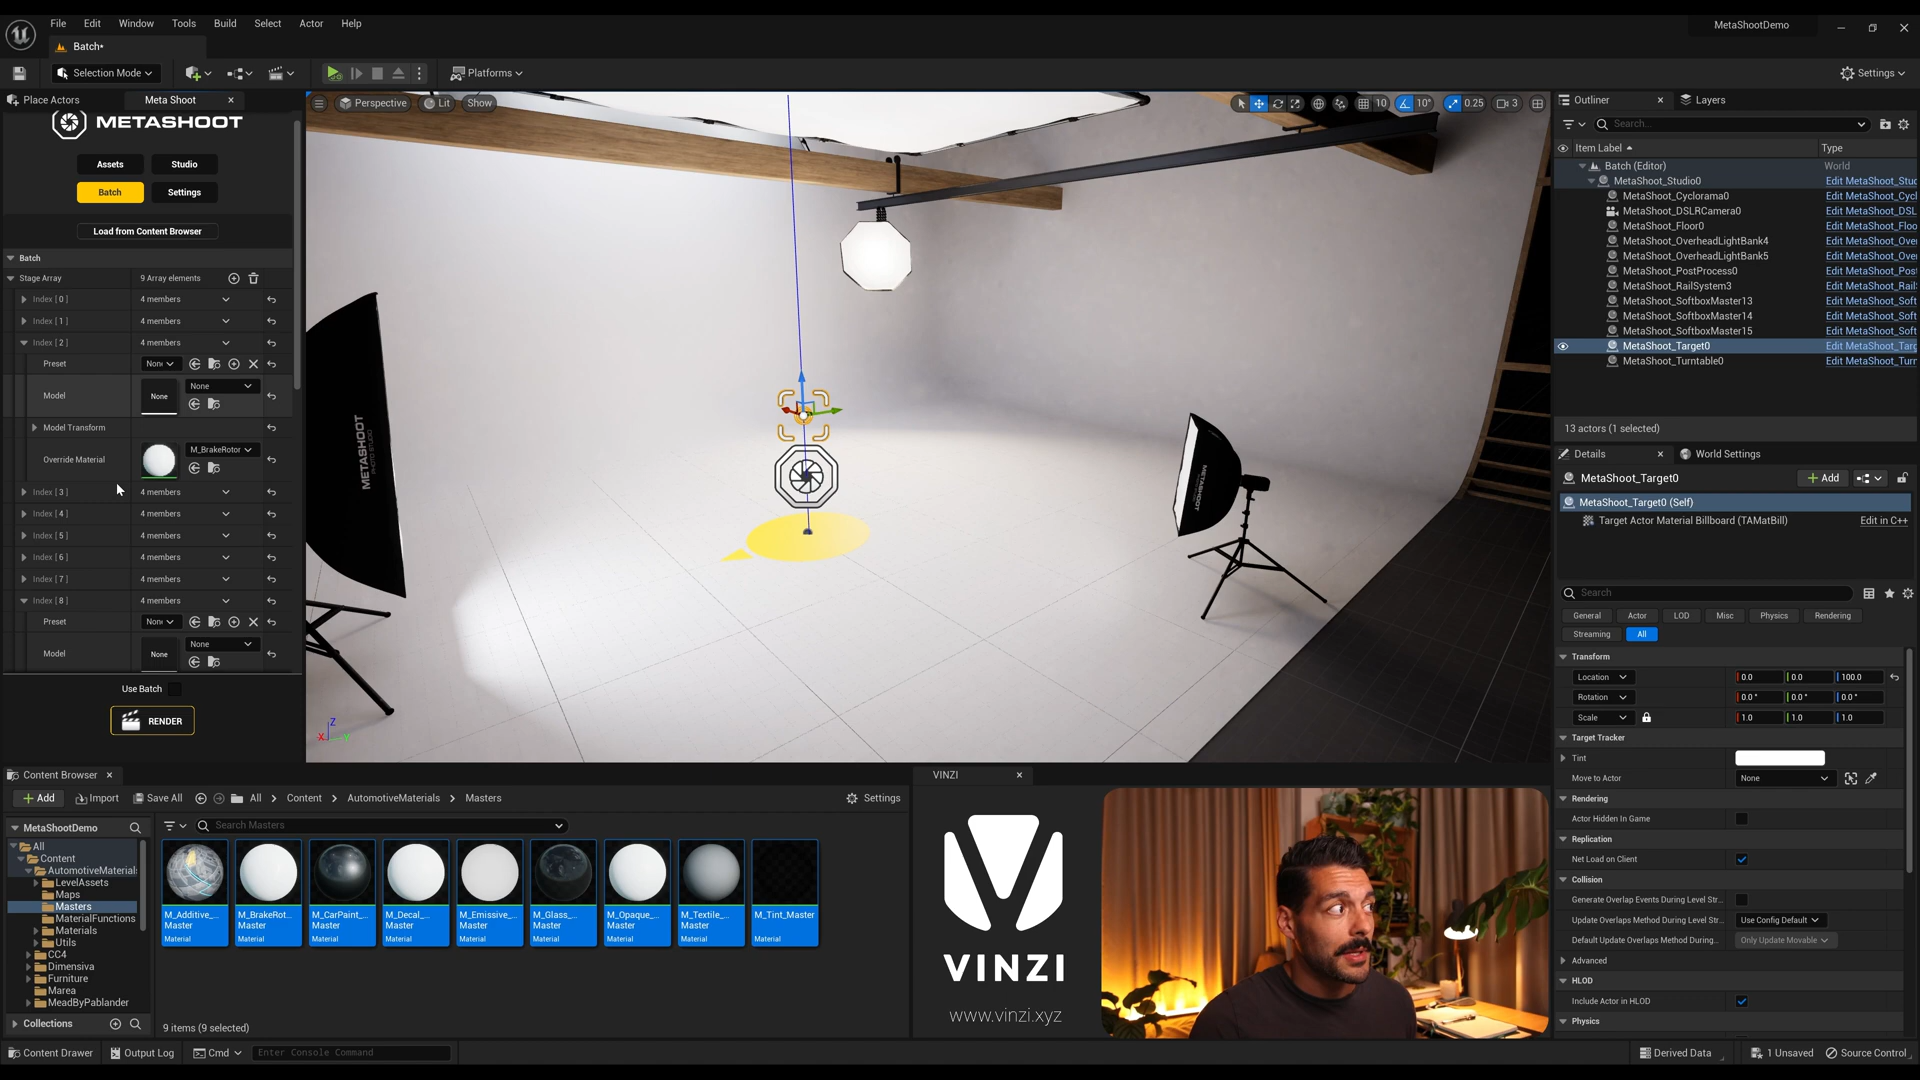 File Edit Window Tools Build Select Actor Help
MetaShootDemo
Batch*
Selection Mode
Platforms
Settings
Place Actors
Meta Shoot
METASHOOT
Assets
Studio
Batch
Settings
Load from Content Browser
Batch
Stage Array 9 Array elements
Index [ 0 ] 4 members
Index [ 1 ] 4 members
Index [ 2 ] 4 members
Preset
Model None None
Model Transform
Override Material M_BrakeRotor
Index [ 3 ] 4 members
Index [ 4 ] 4 members
Index [ 5 ] 4 members
Index [ 6 ] 4 members
Index [ 7 ] 4 members
Index [ 8 ] 4 members
Preset
Model None None
Use Batch
RENDER
Perspective
Lit
Show
10
10°
0.25
3
METASHOOT
METASHOOT
Z
X
Y
Outliner
Layers
Search...
Item Label Type
Batch (Editor) World
MetaShoot_Studio0
MetaShoot_Cyclorama0
MetaShoot_DSLRCamera0
MetaShoot_Floor0
MetaShoot_OverheadLightBank4
MetaShoot_OverheadLightBank5
MetaShoot_PostProcess0
MetaShoot_RailSystem3
MetaShoot_SoftboxMaster13
MetaShoot_SoftboxMaster14
MetaShoot_SoftboxMaster15
MetaShoot_Target0
MetaShoot_Turntable0
13 actors (1 selected)
Details
World Settings
MetaShoot_Target0
Add
MetaShoot_Target0 (Self)
Target Actor Material Billboard (TAMatBill) Edit in C++
Search
General Actor LOD Misc Physics Rendering
Streaming All
Transform
Location 0.0 0.0 100.0
Rotation 0.0° 0.0° 0.0°
Scale 1.0 1.0 1.0
Target Tracker
Tint
Move to Actor None
Rendering
Actor Hidden In Game
Replication
Net Load on Client
Collision
Generate Overlap Events During Level Str...
Update Overlaps Method During Level Str... Use Config Default
Default Update Overlaps Method During... Only Update Movable
Advanced
HLOD
Include Actor in HLOD
Physics
Content Browser
Add
Import
Save All
All > Content > AutomotiveMaterials > Masters
Settings
MetaShootDemo
Search Masters
All
Content
LevelAssets
Maps
Masters
MaterialFunctions
Materials
Utils
CC4
Dimensiva
Furniture
Marea
MeadByPablander
Collections
M_Additive_Master Material
M_BrakeRot... Master Material
M_CarPaint_... Master Material
M_Decal_Master Material
M_Emissive_... Master Material
M_Glass_Master Material
M_Opaque_Master Material
M_Textile_Master Material
M_Tint_Master Material
9 items (9 selected)
VINZI
VINZI
www.vinzi.xyz
Content Drawer
Output Log
Cmd
Enter Console Command
Derived Data
1 Unsaved
Source Control